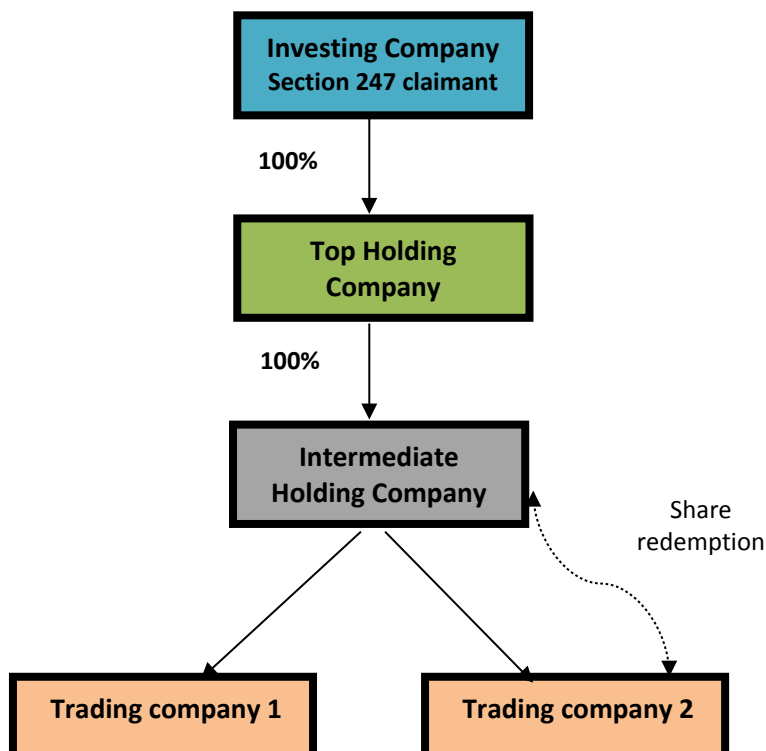 Investing Company
Section 247 claimant
100%
Top Holding
Company
100%
Intermediate
Holding Company
Share
redemption
Trading company 1
Trading company 2